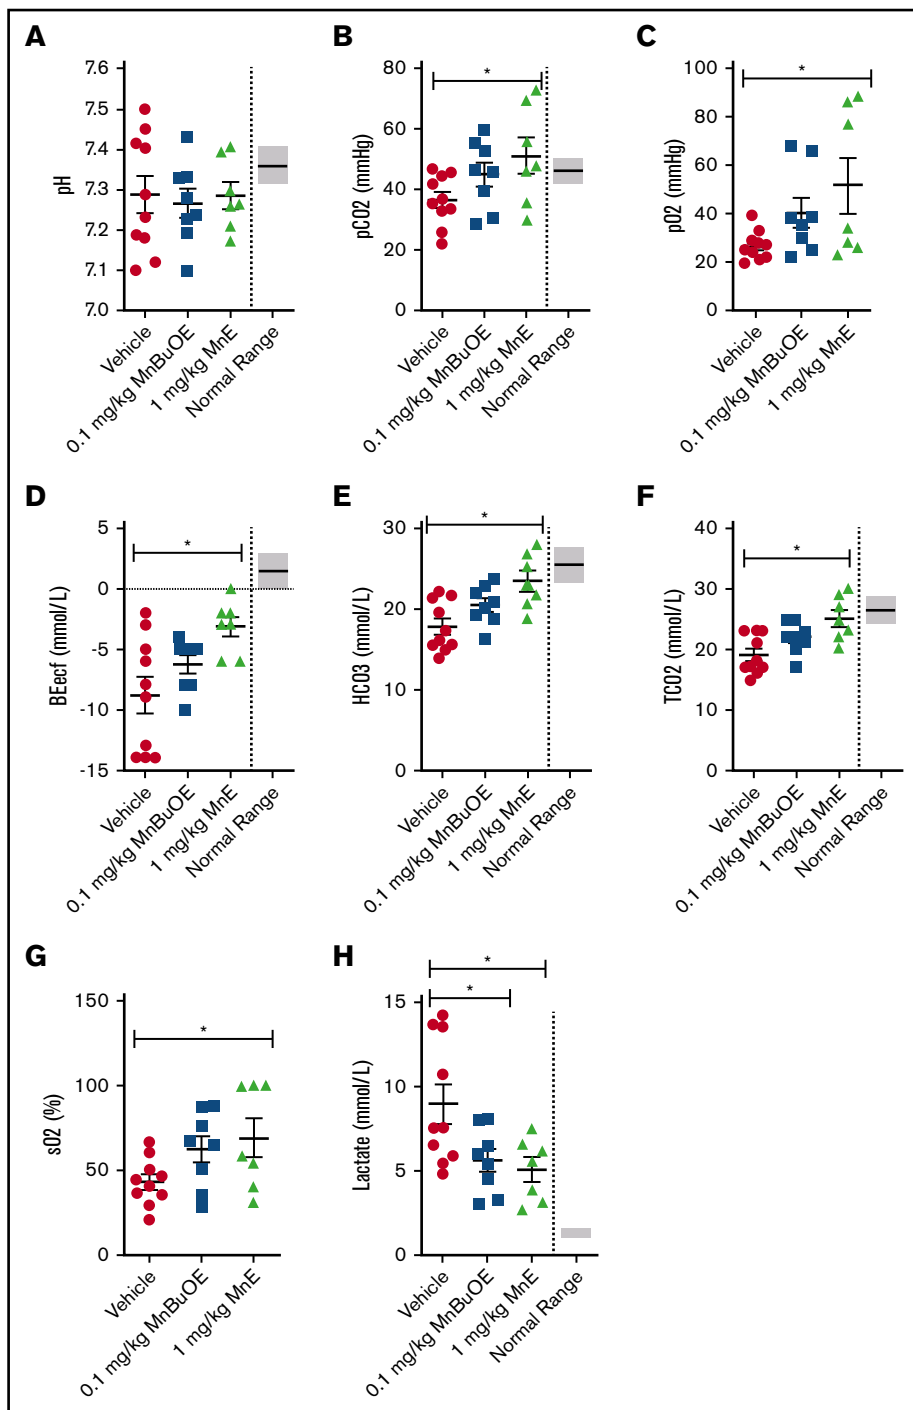 A
pH
7.6
7.5
7.4
7.3
7.2
7.1
7.0
Vehicle
0.1 mg/kg MnBuOE
1 mg/kg MnE
Normal Range
B
pCO2 (mmHg)
80
60
40
20
0
*
Vehicle
0.1 mg/kg MnBuOE
1 mg/kg MnE
Normal Range
C
pO2 (mmHg)
100
80
60
40
20
0
*
Vehicle
0.1 mg/kg MnBuOE
1 mg/kg MnE
D
BEecf (mmol/L)
5
0
-5
-10
-15
*
Vehicle
0.1 mg/kg MnBuOE
1 mg/kg MnE
Normal Range
E
HCO3 (mmol/L)
30
20
10
0
*
Vehicle
0.1 mg/kg MnBuOE
1 mg/kg MnE
Normal Range
F
TCO2 (mmol/L)
40
30
20
10
0
*
Vehicle
0.1 mg/kg MnBuOE
1 mg/kg MnE
Normal Range
G
sO2 (%)
150
100
50
0
*
Vehicle
0.1 mg/kg MnBuOE
1 mg/kg MnE
H
Lactate (mmol/L)
15
10
5
0
*
*
Vehicle
0.1 mg/kg MnBuOE
1 mg/kg MnE
Normal Range